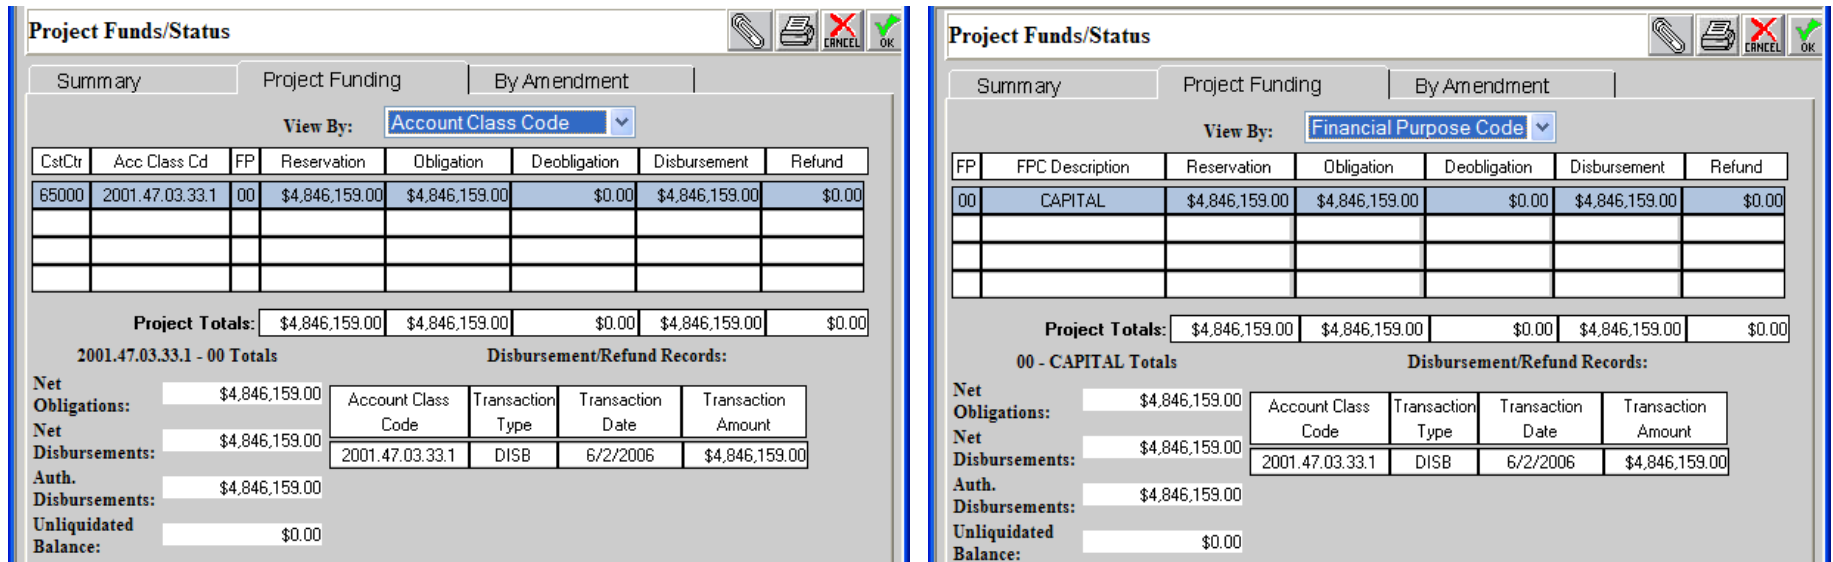 Project Funds/Status
CANCEL OK
Summary Project Funding By Amendment
View By: Account Class Code
CstCtr Acc Class Cd FP Reservation Obligation Deobligation Disbursement Refund
65000 2001.47.03.33.1 00 $4,846,159.00 $4,846,159.00 $0.00 $4,846,159.00 $0.00
Project Totals: $4,846,159.00 $4,846,159.00 $0.00 $4,846,159.00 $0.00
2001.47.03.33.1 - 00 Totals Disbursement/Refund Records:
Net
Obligations: $4,846,159.00
Net
Disbursements: $4,846,159.00
Auth.
Disbursements: $4,846,159.00
Unliquidated
Balance: $0.00
Account Class Transaction Transaction Transaction
Code Type Date Amount
2001.47.03.33.1 DISB 6/2/2006 $4,846,159.00
Project Funds/Status
CANCEL OK
Summary Project Funding By Amendment
View By: Financial Purpose Code
FP FPC Description Reservation Obligation Deobligation Disbursement Refund
00 CAPITAL $4,846,159.00 $4,846,159.00 $0.00 $4,846,159.00 $0.00
Project Totals: $4,846,159.00 $4,846,159.00 $0.00 $4,846,159.00 $0.00
00 - CAPITAL Totals Disbursement/Refund Records:
Net
Obligations: $4,846,159.00
Net
Disbursements: $4,846,159.00
Auth.
Disbursements: $4,846,159.00
Unliquidated
Balance: $0.00
Account Class Transaction Transaction Transaction
Code Type Date Amount
2001.47.03.33.1 DISB 6/2/2006 $4,846,159.00